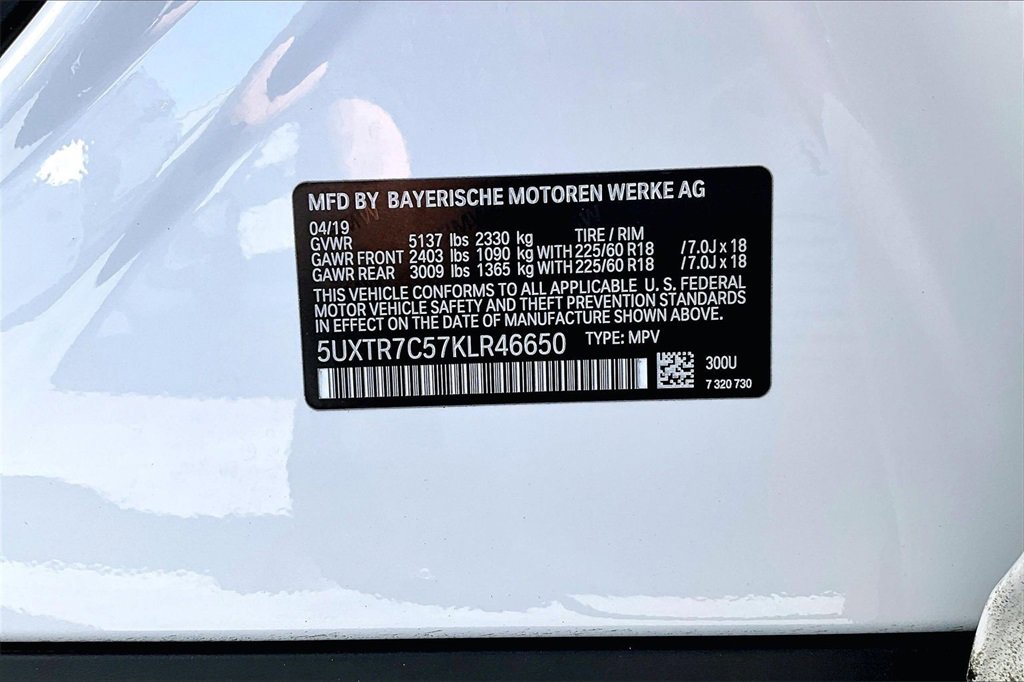 MFD BY BAYERISCHE MOTOREN WERKE AG
04/19
GVWR 5137 lbs 2330 kg TIRE / RIM
GAWR FRONT 2403 lbs 1090 kg WITH 225/60 R18 /7.0J x 18
GAWR REAR 3009 lbs 1365 kg WITH 225/60 R18 /7.0J x 18
THIS VEHICLE CONFORMS TO ALL APPLICABLE U. S. FEDERAL
MOTOR VEHICLE SAFETY AND THEFT PREVENTION STANDARDS
IN EFFECT ON THE DATE OF MANUFACTURE SHOWN ABOVE.
5UXTR7C57KLR46650 TYPE: MPV
300U
7 320 730